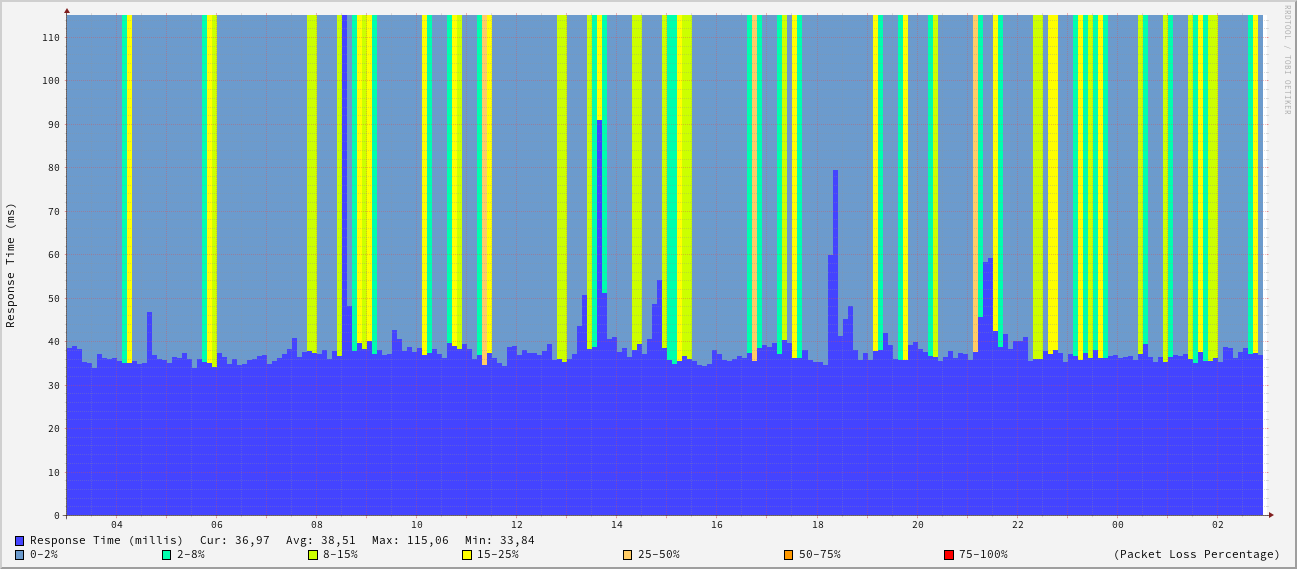 RRDTOOL / TOBI OETIKER
Response Time (ms)
110
100
90
80
70
60
50
40
30
20
10
0
04 06 08 10 12 14 16 18 20 22 00 02
Response Time (millis) Cur: 36,97 Avg: 38,51 Max: 115,06 Min: 33,84
0-2% 2-8% 8-15% 15-25% 25-50% 50-75% 75-100% (Packet Loss Percentage)